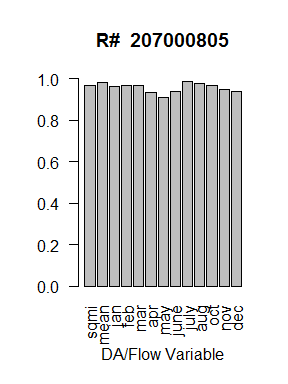 R# 207000805
1.0
0.8
0.6
0.4
0.2
0.0
sqmi
mean
jan
feb
mar
apr
may
june
july
aug
oct
nov
dec
DA/Flow Variable